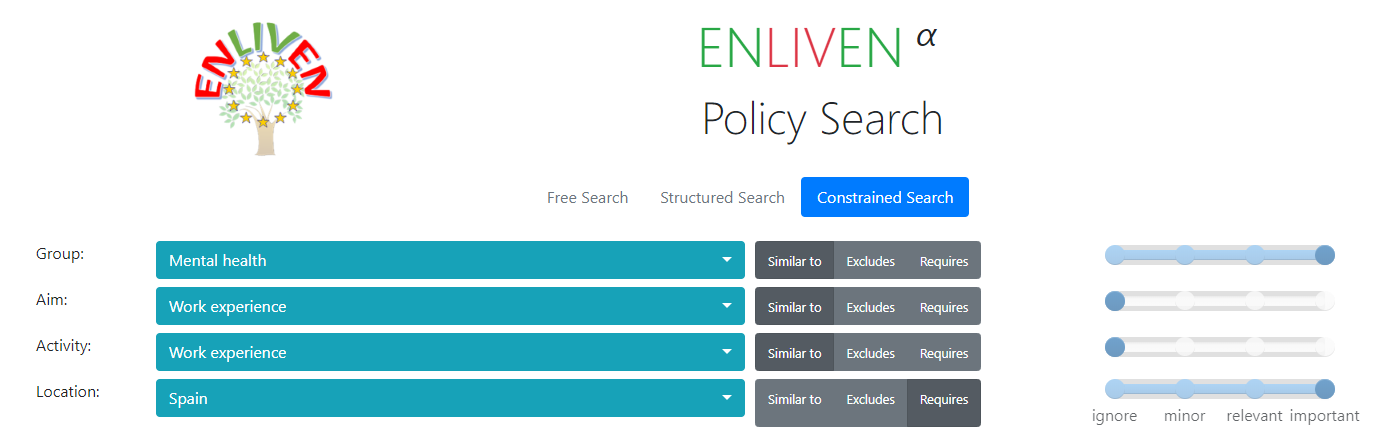 ENLIVEN
ENLIVEN α
Policy Search
Free Search Structured Search Constrained Search
Group: Mental health Similar to Excludes Requires
Aim: Work experience Similar to Excludes Requires
Activity: Work experience Similar to Excludes Requires
Location: Spain Similar to Excludes Requires
ignore minor relevant important